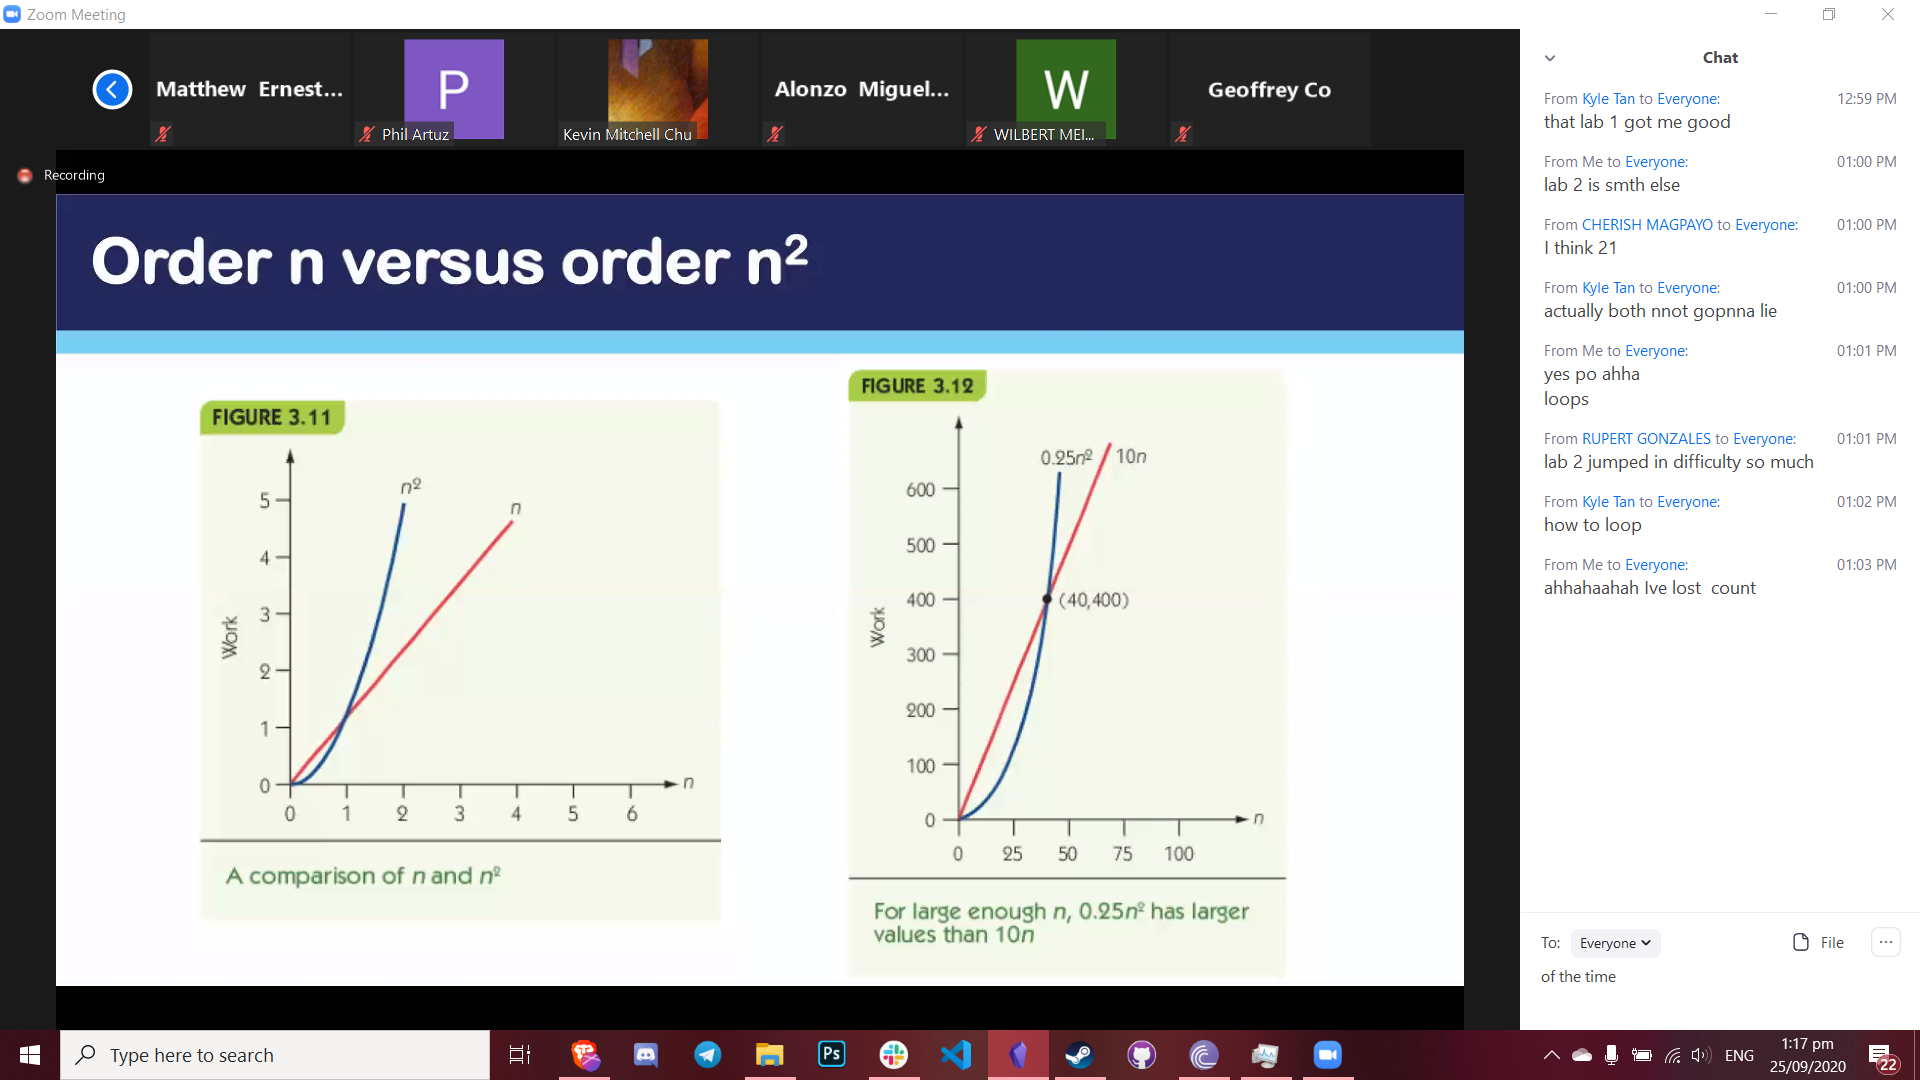 Zoom Meeting
Matthew Ernest...
P
Phil Artuz
Kevin Mitchell Chu
Alonzo Miguel...
W
WILBERT MEI...
Geoffrey Co
Recording
Order n versus order n²
FIGURE 3.11
n²
n
5
4
3
2
1
0
Work
n
0 1 2 3 4 5 6
A comparison of n and n²
FIGURE 3.12
0.25n² 10n
600
500
400
(40,400)
300
200
100
0
Work
n
0 25 50 75 100
For large enough n, 0.25n² has larger
values than 10n
Chat
From Kyle Tan to Everyone: 12:59 PM
that lab 1 got me good
From Me to Everyone: 01:00 PM
lab 2 is smth else
From CHERISH MAGPAYO to Everyone: 01:00 PM
I think 21
From Kyle Tan to Everyone: 01:00 PM
actually both nnot gopnna lie
From Me to Everyone: 01:01 PM
yes po ahha
loops
From RUPERT GONZALES to Everyone: 01:01 PM
lab 2 jumped in difficulty so much
From Kyle Tan to Everyone: 01:02 PM
how to loop
From Me to Everyone: 01:03 PM
ahhahaahah Ive lost  count
To: Everyone File ...
of the time
Type here to search
Ps
ENG
1:17 pm
25/09/2020
22